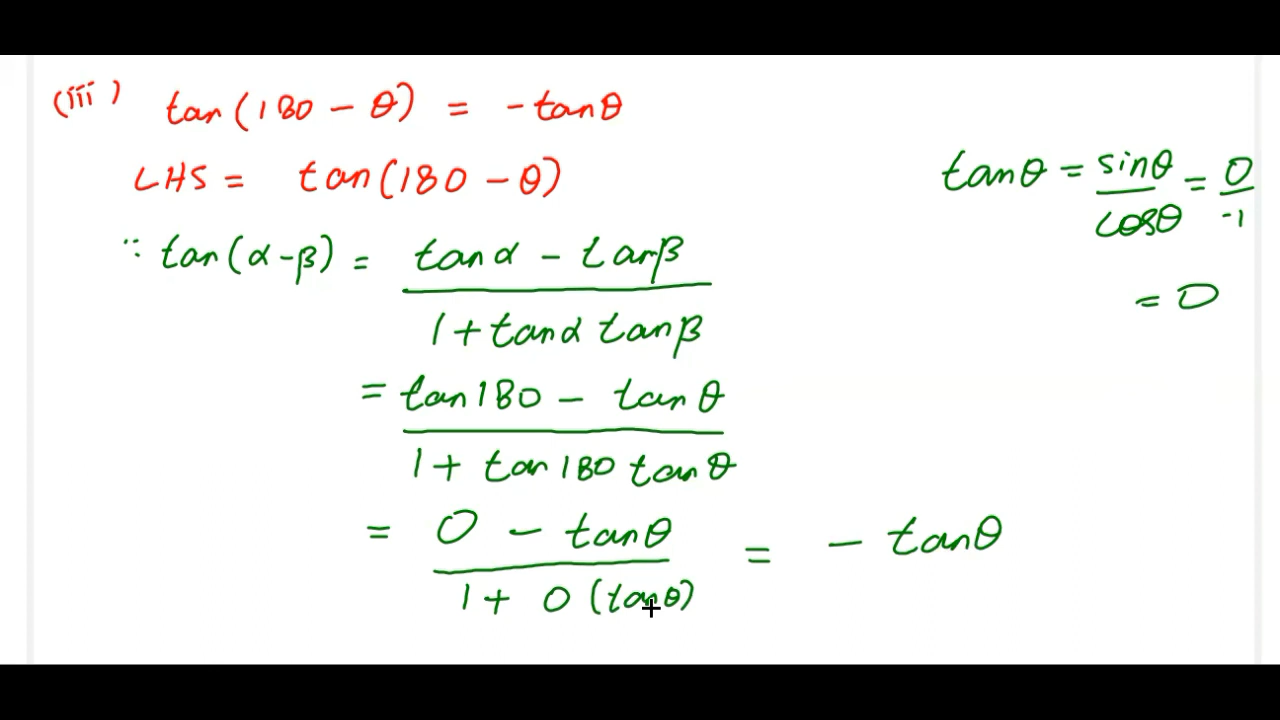 (iii) tan(180 - θ) = -tanθ
LHS = tan(180 - θ)
∵ tan(α-β) = tanα - tanβ
1 + tanα tanβ
= tan180 - tanθ
1 + tan180 tanθ
= 0 - tanθ = - tanθ
1 + 0 (tanθ)
tanθ = sinθ = 0
cosθ -1
= 0